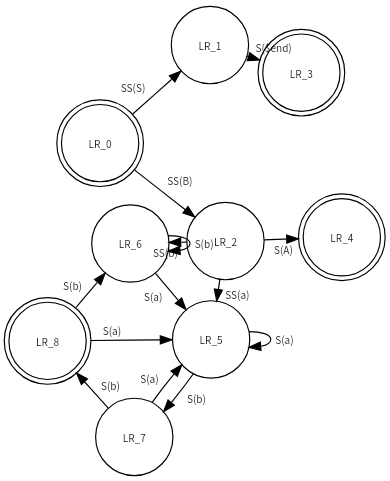 LR_1
S($end)
LR_3
SS(S)
LR_0
SS(B)
LR_6
S(b)
LR_2
SS(b)
LR_4
S(A)
S(b)
S(a)
SS(a)
LR_8
S(a)
LR_5
S(a)
S(b)
S(a)
S(b)
LR_7